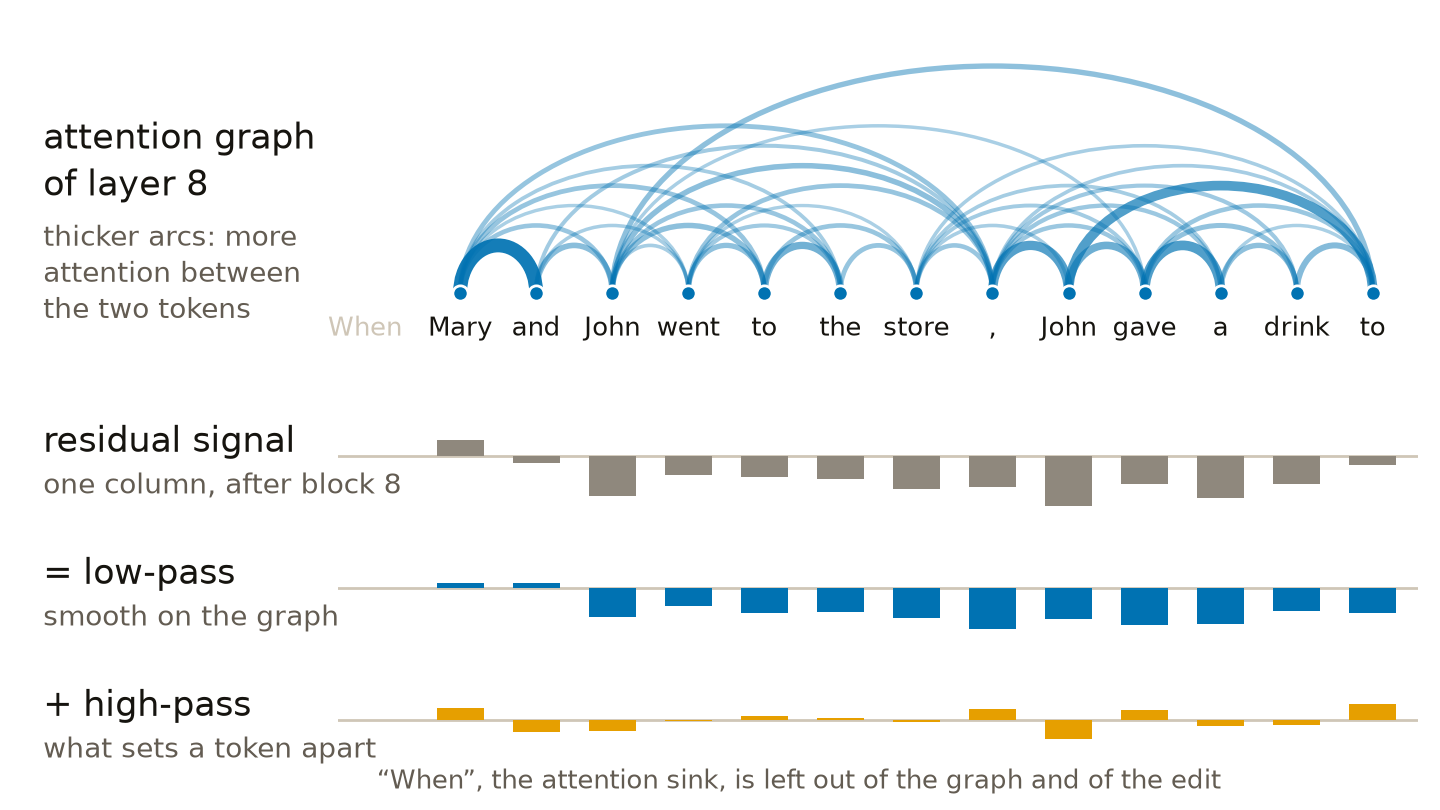 attention graph
of layer 8
thicker arcs: more
attention between
the two tokens
When Mary and John went to the store , John gave a drink to
residual signal
one column, after block 8
= low-pass
smooth on the graph
+ high-pass
what sets a token apart
“When”, the attention sink, is left out of the graph and of the edit